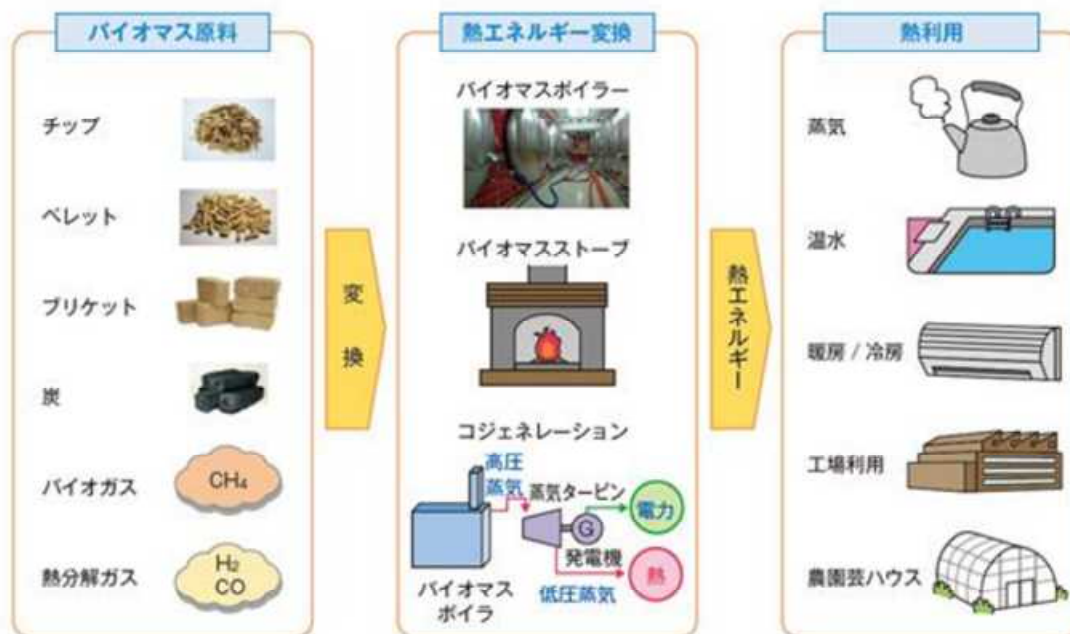 バイオマス原料
チップ
ペレット
ブリケット
炭
バイオガス
CH₄
熱分解ガス
H₂
CO
変
換
熱エネルギー変換
バイオマスボイラー
バイオマスストーブ
コジェネレーション
高圧
蒸気
蒸気タービン
G
電力
発電機
熱
低圧蒸気
バイオマス
ボイラ
熱エネルギー
熱利用
蒸気
温水
暖房 / 冷房
工場利用
農園芸ハウス